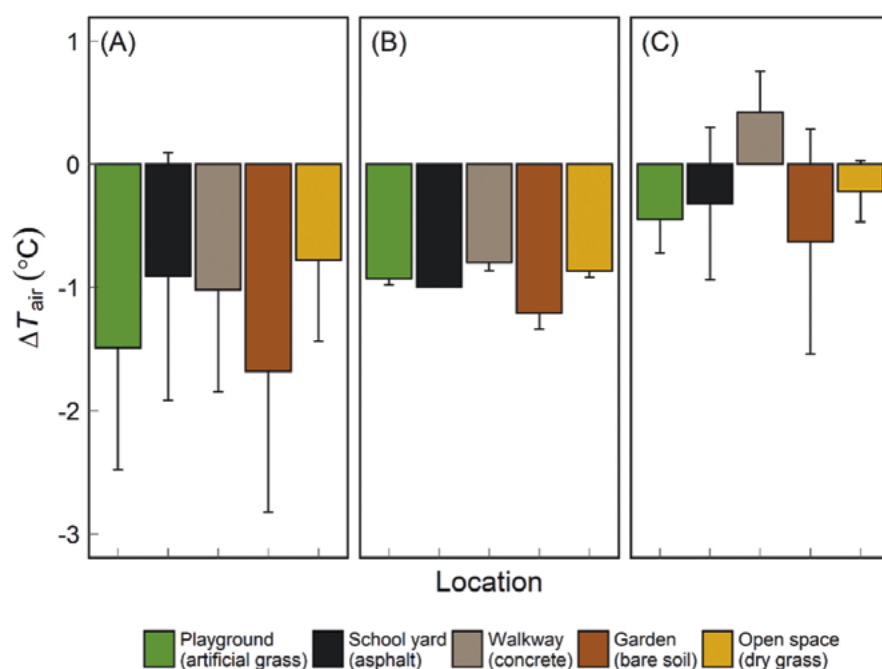 (A)
(B)
(C)
1
0
-1
-2
-3
ΔTair (°C)
Location
Playground
(artificial grass)
School yard
(asphalt)
Walkway
(concrete)
Garden
(bare soil)
Open space
(dry grass)